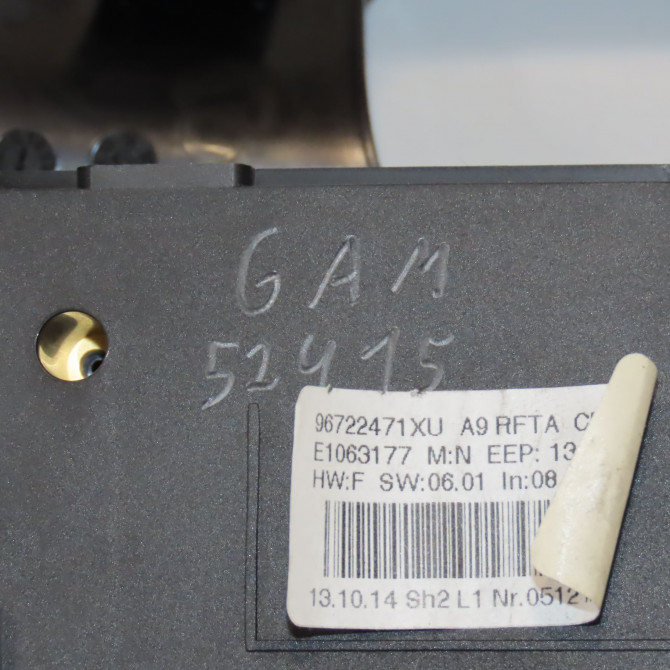 GAM
52415
96722471XU A9 RFTA
E1063177 M:N EEP: 13
HW:F SW:06.01 In:08
13.10.14 Sh2 L1 Nr.0512